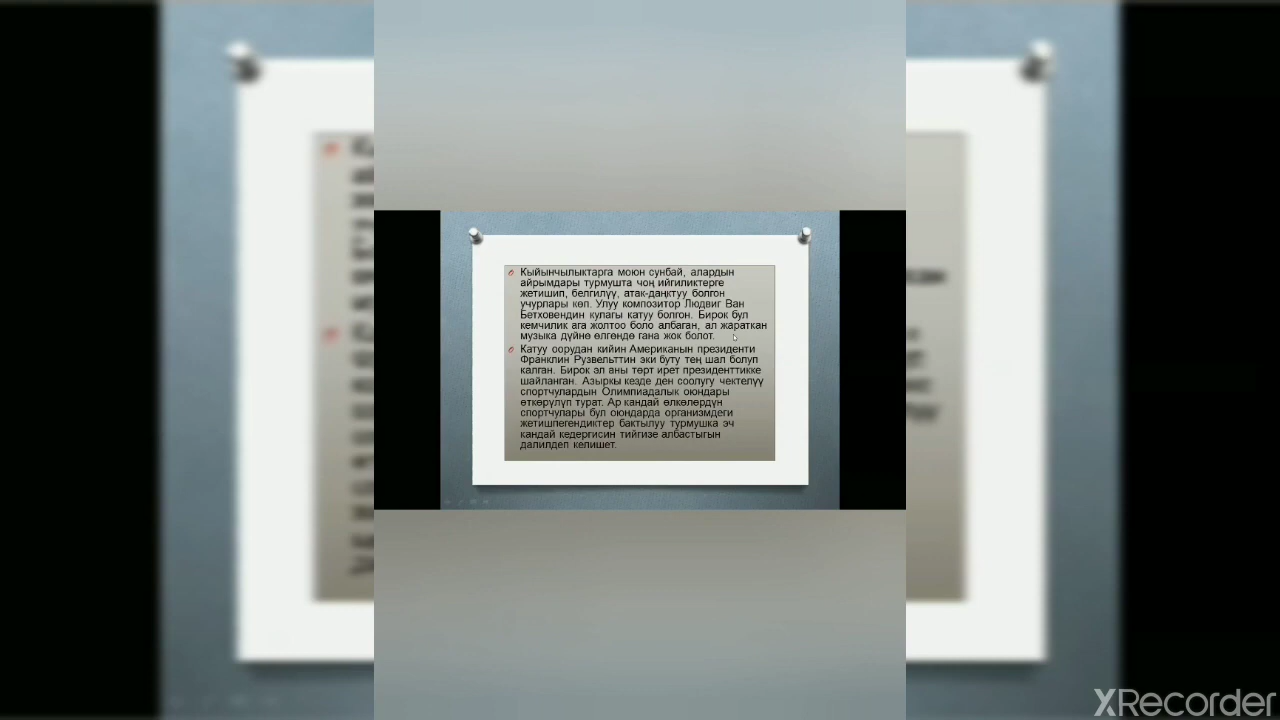 Кыйынчылыктарга моюн сунбай, алардын
айрымдары турмушта чоң ийгиликтерге
жетишип, белгилүү, атак-даңктуу болгон
учурлары көп. Улуу композитор Людвиг Ван
Бетховендин кулагы катуу болгон. Бирок бул
кемчилик ага жолтоо боло албаган, ал жараткан
музыка дүйнө өлгөндө гана жок болот.
Катуу оорудан кийин Американын президенти
Франклин Рузвельттин эки буту тең шал болуп
калган. Бирок эл аны төрт ирет президенттикке
шайланган. Азыркы кезде ден соолугу чектелүү
спортчулардын Олимпиадалык оюндары
өткөрүлүп турат. Ар кандай өлкөлөрдүн
спортчулары бул оюндарда организмдеги
жетишпегендиктер бактылуу турмушка эч
кандай кедергисин тийгизе албастыгын
далилдеп келишет.
XRecorder